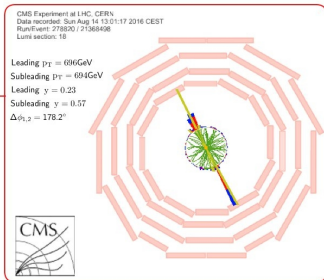 CMS Experiment at LHC, CERN
Data recorded: Sun Aug 14 13:01:17 2016 CEST
Run/Event: 278820 / 21368498
Lumi section: 18
Leading pT = 696GeV
Subleading pT = 694GeV
Leading y = 0.23
Subleading y = 0.57
Δϕ1,2 = 178.2°
CMS